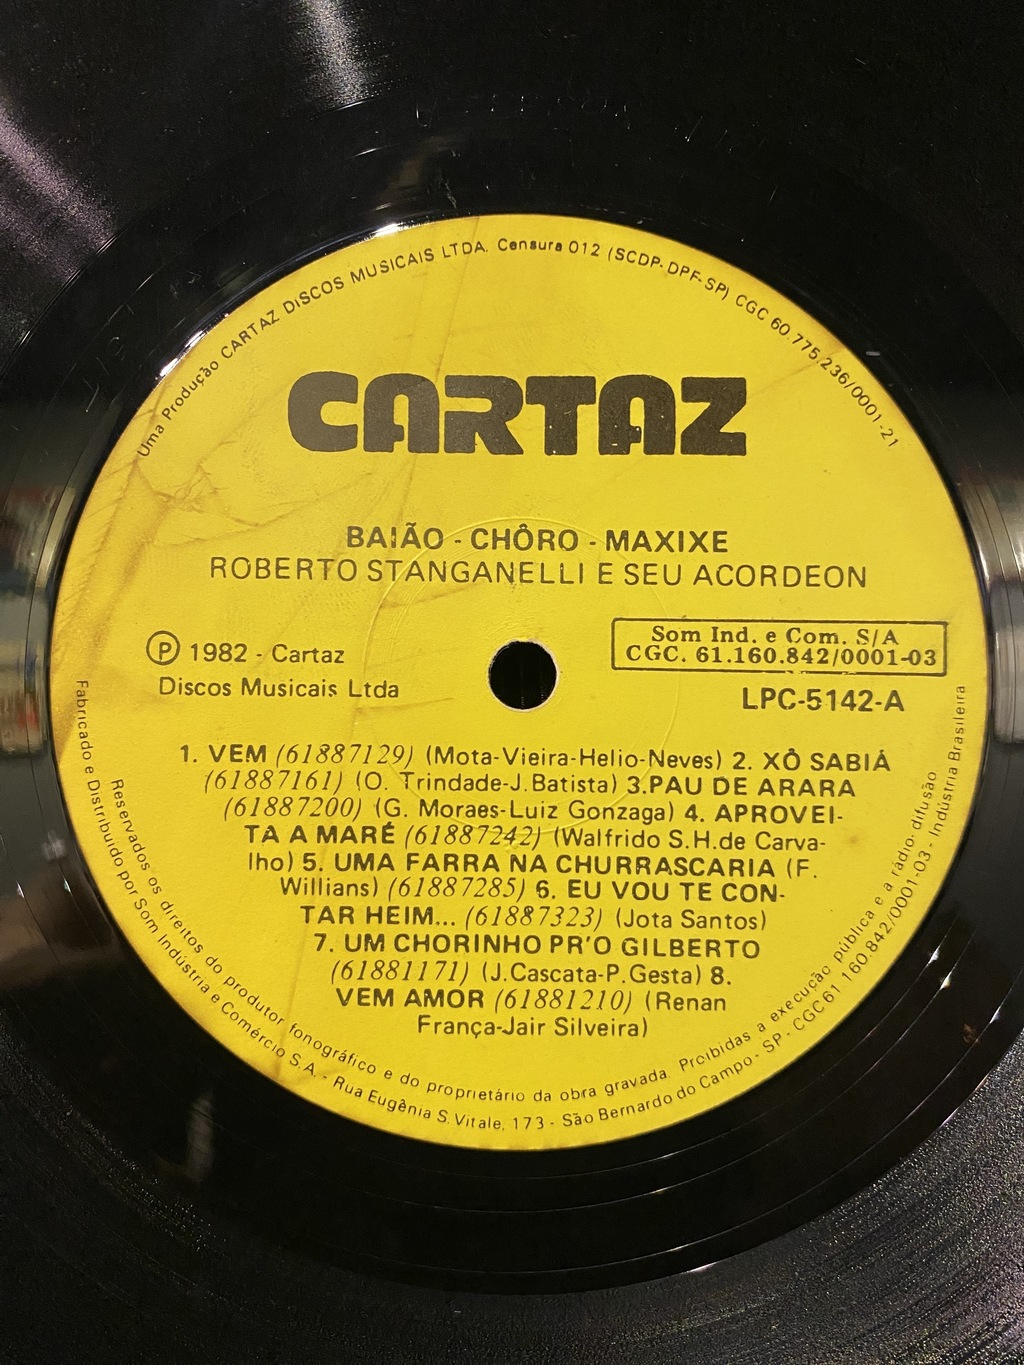 Uma Produção CARTAZ DISCOS MUSICAIS LTDA. Censura 012 (SCDP-DPF-SP) CGC 60.775.236/0001-21
CARTAZ
BAIÃO - CHÔRO - MAXIXE
ROBERTO STANGANELLI E SEU ACORDEON
Ⓟ 1982 - Cartaz
Discos Musicais Ltda
Som Ind. e Com. S/A
CGC. 61.160.842/0001-03
LPC-5142-A
1. VEM (61887129) (Mota-Vieira-Helio-Neves) 2. XÔ SABIÁ
(61887161) (O. Trindade-J.Batista) 3.PAU DE ARARA
(61887200) (G. Moraes-Luiz Gonzaga) 4. APROVEI-
TA A MARÉ (61887242) (Walfrido S.H.de Carva-
lho) 5. UMA FARRA NA CHURRASCARIA (F.
Willians) (61887285) 6. EU VOU TE CON-
TAR HEIM... (61887323) (Jota Santos)
7. UM CHORINHO PR'O GILBERTO
(61881171) (J.Cascata-P.Gesta) 8.
VEM AMOR (61881210) (Renan
França-Jair Silveira)
Reservados os direitos do produtor fonográfico e do proprietário da obra gravada. Proibidas a execução pública e a rádio-difusão
Fabricado e Distribuido por Som Indústria e Comércio S.A. - Rua Eugênia S. Vitale, 173 - São Bernardo do Campo - SP - CGC 61.160.842/0001-03 - Indústria Brasileira